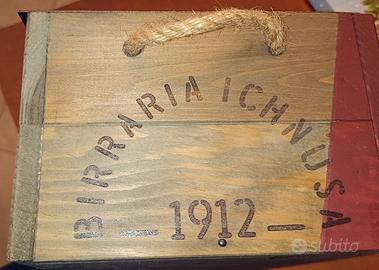 BIRRARIA ICHNUSA
— 1912 —
subito